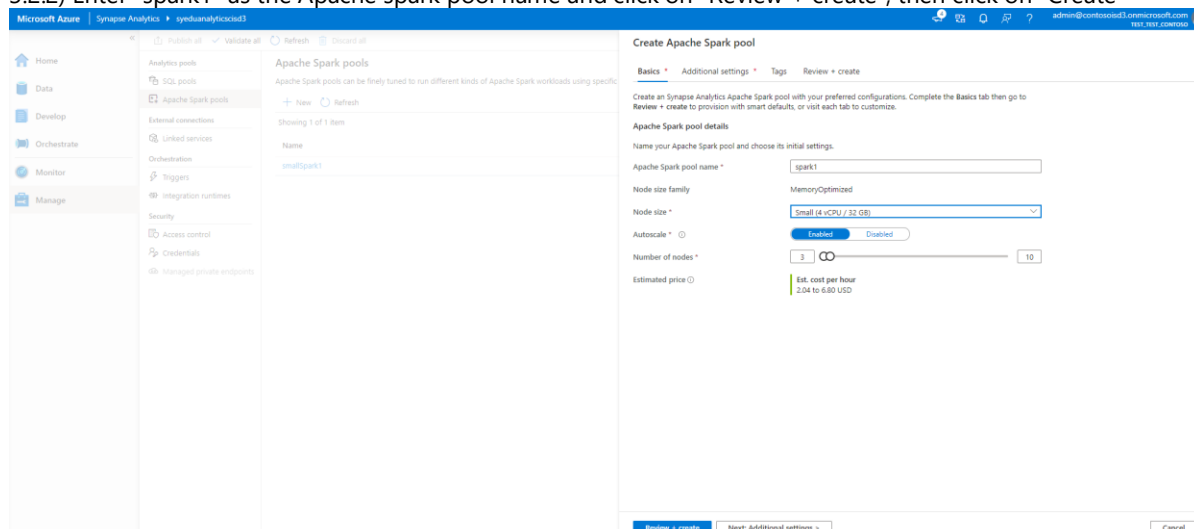 3.2.2) Enter "spark1" as the Apache Spark pool name and click on "Review + create", then click on "Create"
Microsoft Azure | Synapse Analytics ▸ syeduanalyticscisd3
4
admin@contosoisd3.onmicrosoft.com
TEST_TEST_CONTOSO
«
Home
Data
Develop
Orchestrate
Monitor
Manage
Publish all Validate all Refresh Discard all
Analytics pools
SQL pools
Apache Spark pools
External connections
Linked services
Orchestration
Triggers
Integration runtimes
Security
Access control
Credentials
Managed private endpoints
Apache Spark pools
Apache Spark pools can be finely tuned to run different kinds of Apache Spark workloads using specific
+ New Refresh
Showing 1 of 1 item
Name
smallSpark1
Create Apache Spark pool
Basics * Additional settings * Tags Review + create
Create an Synapse Analytics Apache Spark pool with your preferred configurations. Complete the Basics tab then go to
Review + create to provision with smart defaults, or visit each tab to customize.
Apache Spark pool details
Name your Apache Spark pool and choose its initial settings.
Apache Spark pool name * spark1
Node size family MemoryOptimized
Node size * Small (4 vCPU / 32 GB)
Autoscale * Enabled Disabled
Number of nodes * 3 10
Estimated price Est. cost per hour
2.04 to 6.80 USD
Review + create Next: Additional settings > Cancel